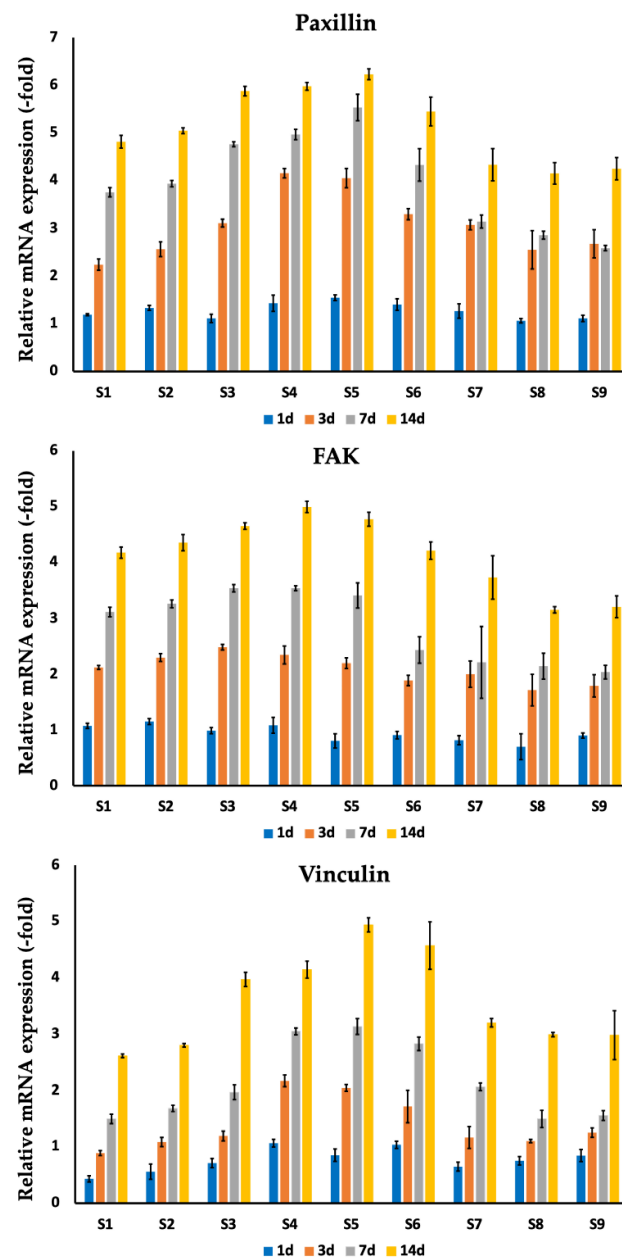 Paxillin
Relative mRNA expression (-fold)
7
6
5
4
3
2
1
0
S1 S2 S3 S4 S5 S6 S7 S8 S9
1d 3d 7d 14d
FAK
Relative mRNA expression (-fold)
6
5
4
3
2
1
0
S1 S2 S3 S4 S5 S6 S7 S8 S9
1d 3d 7d 14d
Vinculin
Relative mRNA expression (-fold)
6
5
4
3
2
1
0
S1 S2 S3 S4 S5 S6 S7 S8 S9
1d 3d 7d 14d